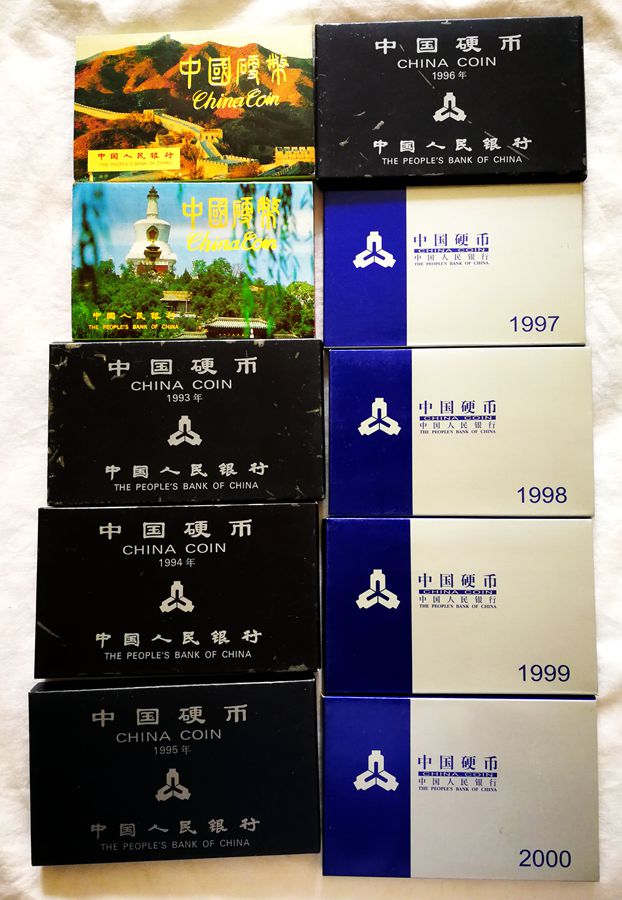 中國硬幣
China Coin
中国人民银行
THE PEOPLE'S BANK OF CHINA
中國硬幣
China Coin
中国人民银行
THE PEOPLE'S BANK OF CHINA
中国硬币
CHINA COIN
1993年
中国人民银行
THE PEOPLE'S BANK OF CHINA
中国硬币
CHINA COIN
1994年
中国人民银行
THE PEOPLE'S BANK OF CHINA
中国硬币
CHINA COIN
1995年
中国人民银行
THE PEOPLE'S BANK OF CHINA
中国硬币
CHINA COIN
1996年
中国人民银行
THE PEOPLE'S BANK OF CHINA
中国硬币
CHINA COIN
中国人民银行
THE PEOPLE'S BANK OF CHINA
1997
中国硬币
CHINA COIN
中国人民银行
THE PEOPLE'S BANK OF CHINA
1998
中国硬币
CHINA COIN
中国人民银行
THE PEOPLE'S BANK OF CHINA
1999
中国硬币
CHINA COIN
中国人民银行
THE PEOPLE'S BANK OF CHINA
2000